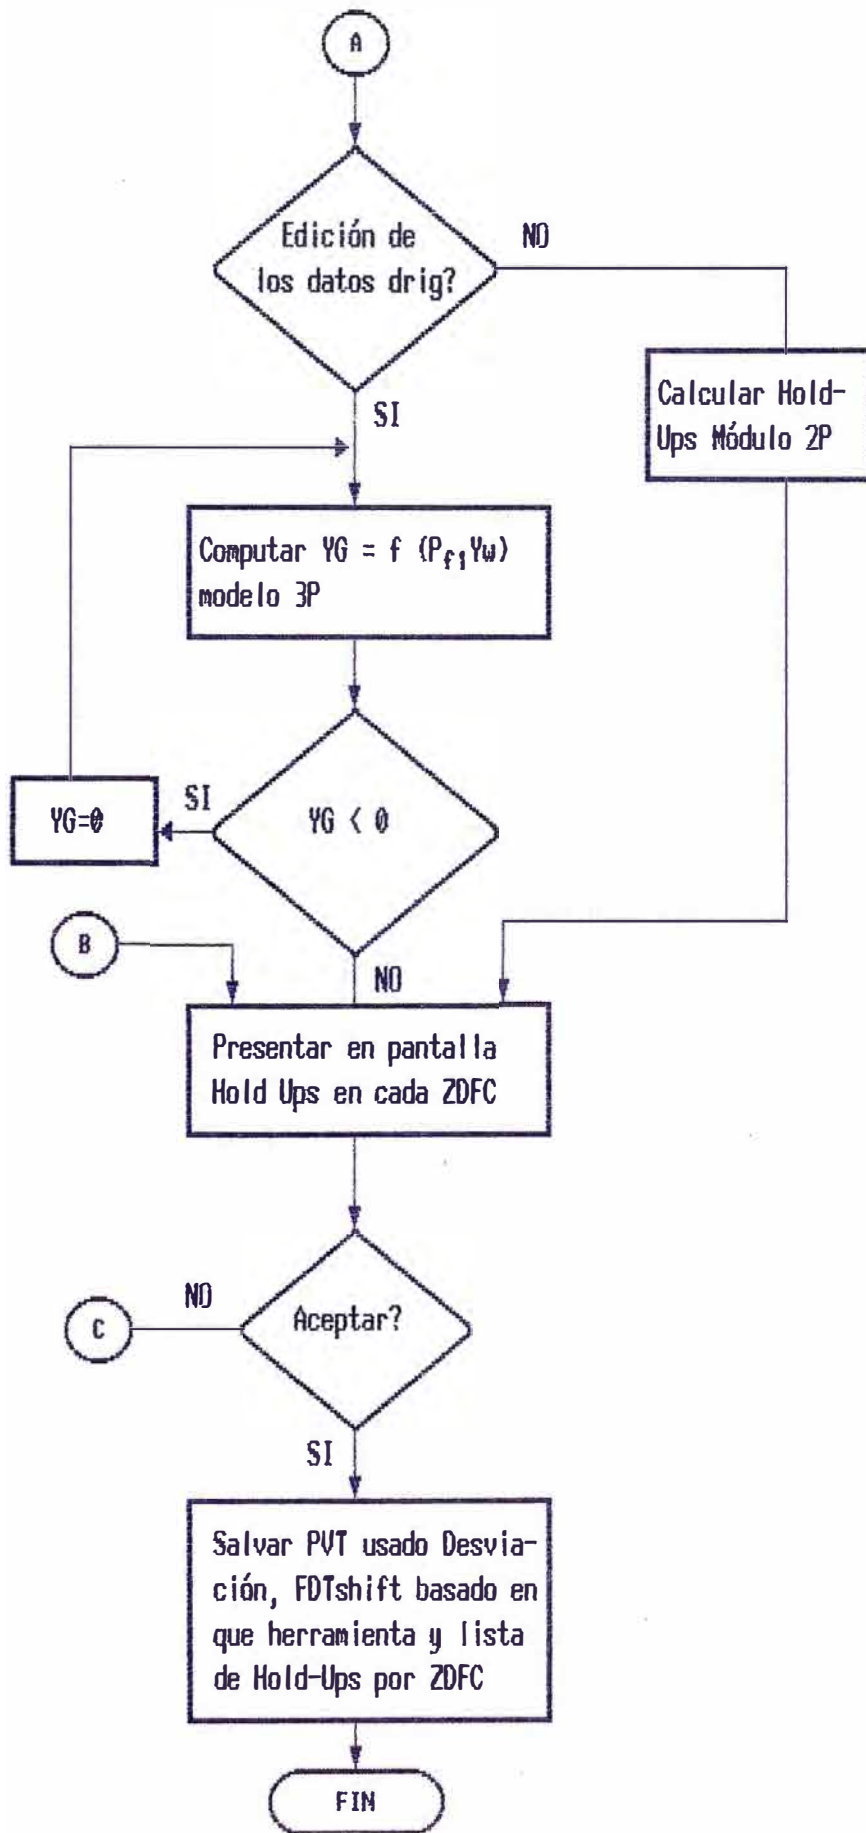 A
Edición de
los datos drig?
NO
Calcular Hold-
Ups Módulo 2P
SI
Computar YG = f (Pf;Yw)
modelo 3P
SI
YG=0
YG < 0
B
NO
Presentar en pantalla
Hold Ups en cada ZDFC
NO
C
Aceptar?
SI
Salvar PVT usado Desvia-
ción, FDTshift basado en
que herramienta y lista
de Hold-Ups por ZDFC
FIN